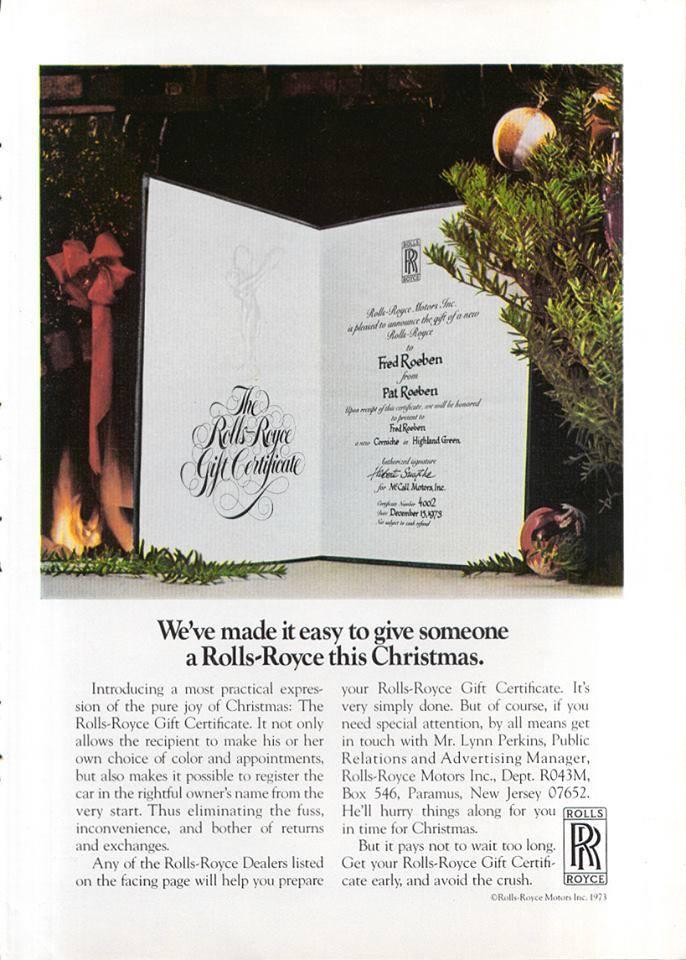 The
Rolls-Royce
Gift Certificate
ROLLS
RR
ROYCE
Rolls-Royce Motors Inc.
is pleased to announce the gift of a new
Rolls-Royce
to
Fred Roeben
from
Pat Roeben
Upon receipt of this certificate, we will be honored
to present to
Fred Roeben
a new Corniche in Highland Green.
Authorized signature
for McCall Motors, Inc.
Certificate Number 4002
Date December 15, 1973
Not subject to cash refund
We've made it easy to give someone
a Rolls-Royce this Christmas.
Introducing a most practical expres-
sion of the pure joy of Christmas: The
Rolls-Royce Gift Certificate. It not only
allows the recipient to make his or her
own choice of color and appointments,
but also makes it possible to register the
car in the rightful owner's name from the
very start. Thus eliminating the fuss,
inconvenience, and bother of returns
and exchanges.
Any of the Rolls-Royce Dealers listed
on the facing page will help you prepare
your Rolls-Royce Gift Certificate. It's
very simply done. But of course, if you
need special attention, by all means get
in touch with Mr. Lynn Perkins, Public
Relations and Advertising Manager,
Rolls-Royce Motors Inc., Dept. R043M,
Box 546, Paramus, New Jersey 07652.
He'll hurry things along for you
in time for Christmas.
But it pays not to wait too long.
Get your Rolls-Royce Gift Certifi-
cate early, and avoid the crush.
ROLLS
RR
ROYCE
©Rolls-Royce Motors Inc. 1973